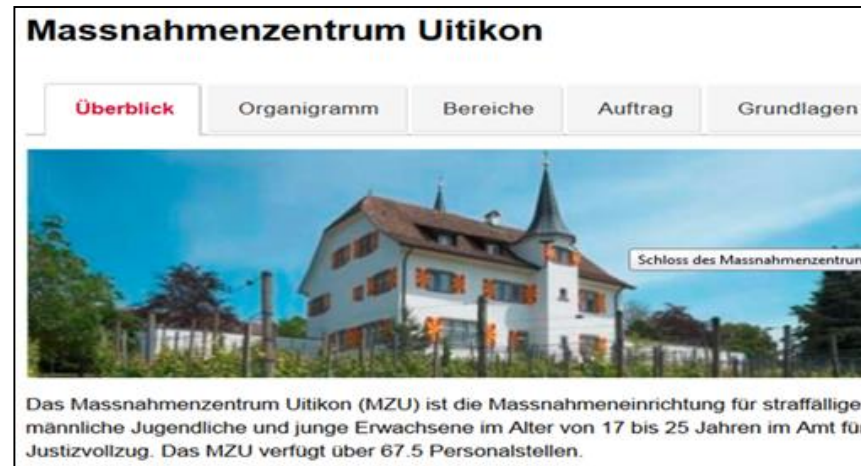 Massnahmenzentrum Uitikon
Überblick Organigramm Bereiche Auftrag Grundlagen
Schloss des Massnahmenzentrum
Das Massnahmenzentrum Uitikon (MZU) ist die Massnahmeneinrichtung für straffällige
männliche Jugendliche und junge Erwachsene im Alter von 17 bis 25 Jahren im Amt für
Justizvollzug. Das MZU verfügt über 67.5 Personalstellen.